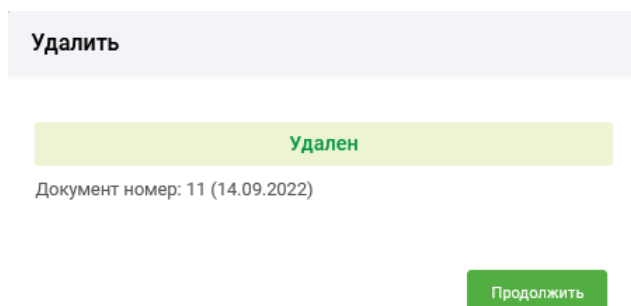 Удалить
Удален
Документ номер: 11 (14.09.2022)
Продолжить